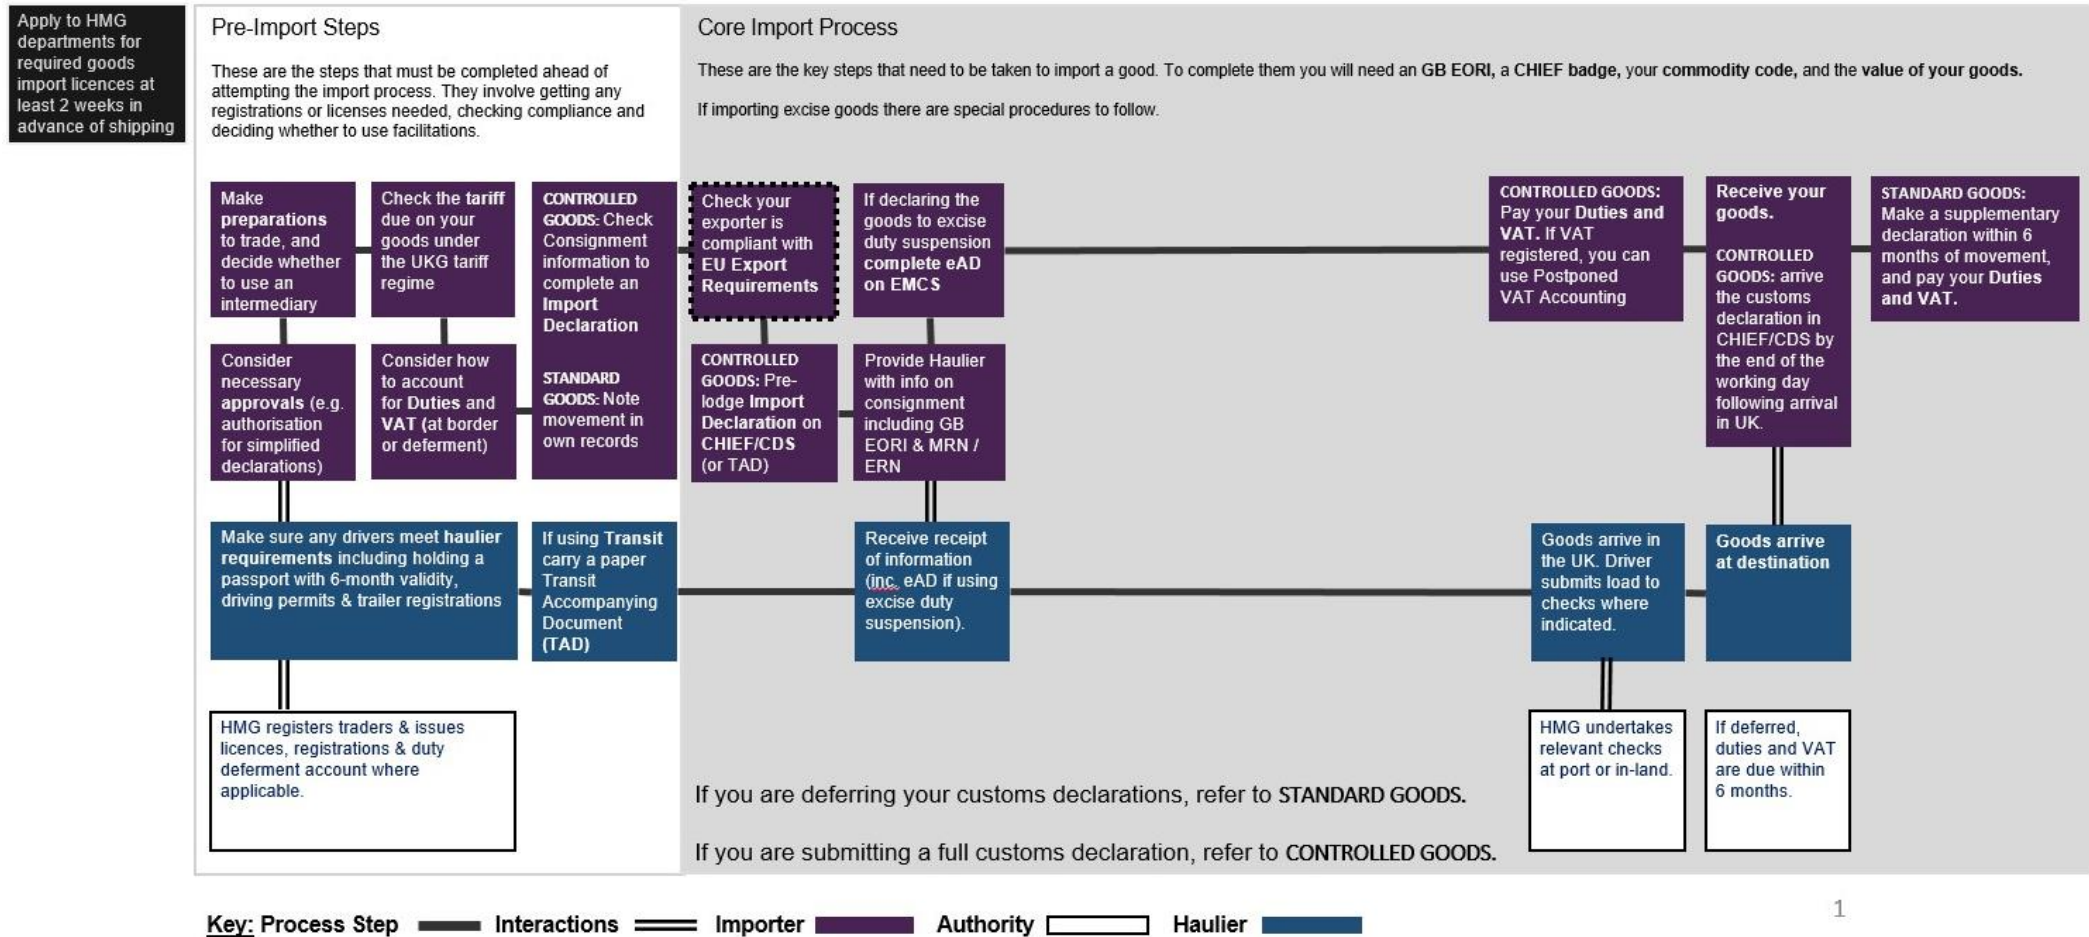 Apply to HMG
departments for
required goods
import licences at
least 2 weeks in
advance of shipping
Pre-Import Steps
These are the steps that must be completed ahead of
attempting the import process. They involve getting any
registrations or licenses needed, checking compliance and
deciding whether to use facilitations.
Core Import Process
These are the key steps that need to be taken to import a good. To complete them you will need an GB EORI, a CHIEF badge, your commodity code, and the value of your goods.
If importing excise goods there are special procedures to follow.
Make
preparations
to trade, and
decide whether
to use an
intermediary
Check the tariff
due on your
goods under
the UKG tariff
regime
CONTROLLED
GOODS: Check
Consignment
information to
complete an
Import
Declaration
STANDARD
GOODS: Note
movement in
own records
Check your
exporter is
compliant with
EU Export
Requirements
If declaring the
goods to excise
duty suspension
complete eAD
on EMCS
CONTROLLED GOODS:
Pay your Duties and
VAT. If VAT
registered, you can
use Postponed
VAT Accounting
Receive your
goods.
CONTROLLED
GOODS: arrive
the customs
declaration in
CHIEF/CDS by
the end of the
working day
following arrival
in UK.
STANDARD GOODS:
Make a supplementary
declaration within 6
months of movement,
and pay your Duties
and VAT.
Consider
necessary
approvals (e.g.
authorisation
for simplified
declarations)
Consider how
to account
for Duties and
VAT (at border
or deferment)
CONTROLLED
GOODS: Pre-
lodge Import
Declaration on
CHIEF/CDS
(or TAD)
Provide Haulier
with info on
consignment
including GB
EORI & MRN /
ERN
Make sure any drivers meet haulier
requirements including holding a
passport with 6-month validity,
driving permits & trailer registrations
If using Transit
carry a paper
Transit
Accompanying
Document
(TAD)
Receive receipt
of information
(inc. eAD if using
excise duty
suspension).
Goods arrive in
the UK. Driver
submits load to
checks where
indicated.
Goods arrive
at destination
HMG registers traders & issues
licences, registrations & duty
deferment account where
applicable.
HMG undertakes
relevant checks
at port or in-land.
If deferred,
duties and VAT
are due within
6 months.
If you are deferring your customs declarations, refer to STANDARD GOODS.
If you are submitting a full customs declaration, refer to CONTROLLED GOODS.
Key: Process Step Interactions Importer Authority Haulier
1